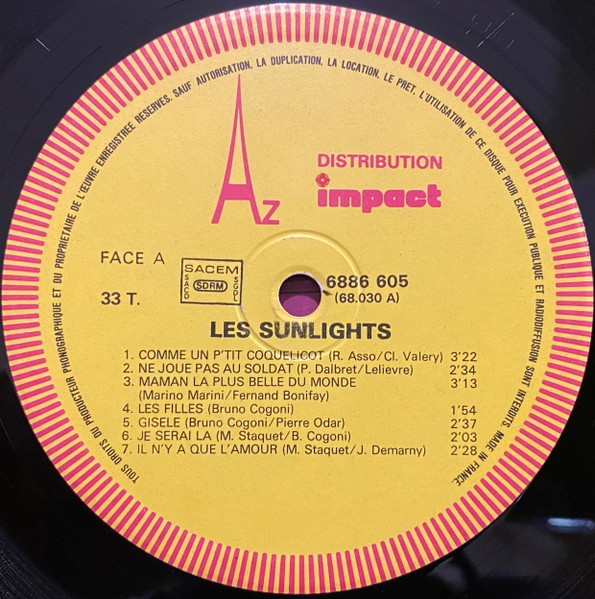 TOUS DROITS DU PRODUCTEUR PHONOGRAPHIQUE ET DU PROPRIETAIRE DE L'ŒUVRE ENREGISTREE RESERVES. SAUF AUTORISATION, LA DUPLICATION, LA LOCATION, LE PRET, L'UTILISATION DE CE DISQUE POUR EXECUTION PUBLIQUE ET RADIODIFFUSION SONT INTERDITS. MADE IN FRANCE.
AZ
DISTRIBUTION
impact
FACE A
SACEM
SACD
SDRM
SGDL
33 T.
6886 605
(68.030 A)
LES SUNLIGHTS
1. COMME UN P'TIT COQUELICOT (R. Asso/Cl. Valery) 3'22
2. NE JOUE PAS AU SOLDAT (P. Dalbret/Lelievre) 2'34
3. MAMAN LA PLUS BELLE DU MONDE 3'13
(Marino Marini/Fernand Bonifay)
4. LES FILLES (Bruno Cogoni) 1'54
5. GISELE (Bruno Cogoni/Pierre Odar) 2'37
6. JE SERAI LA (M. Staquet/B. Cogoni) 2'03
7. IL N'Y A QUE L'AMOUR (M. Staquet/J. Demarny) 2'28